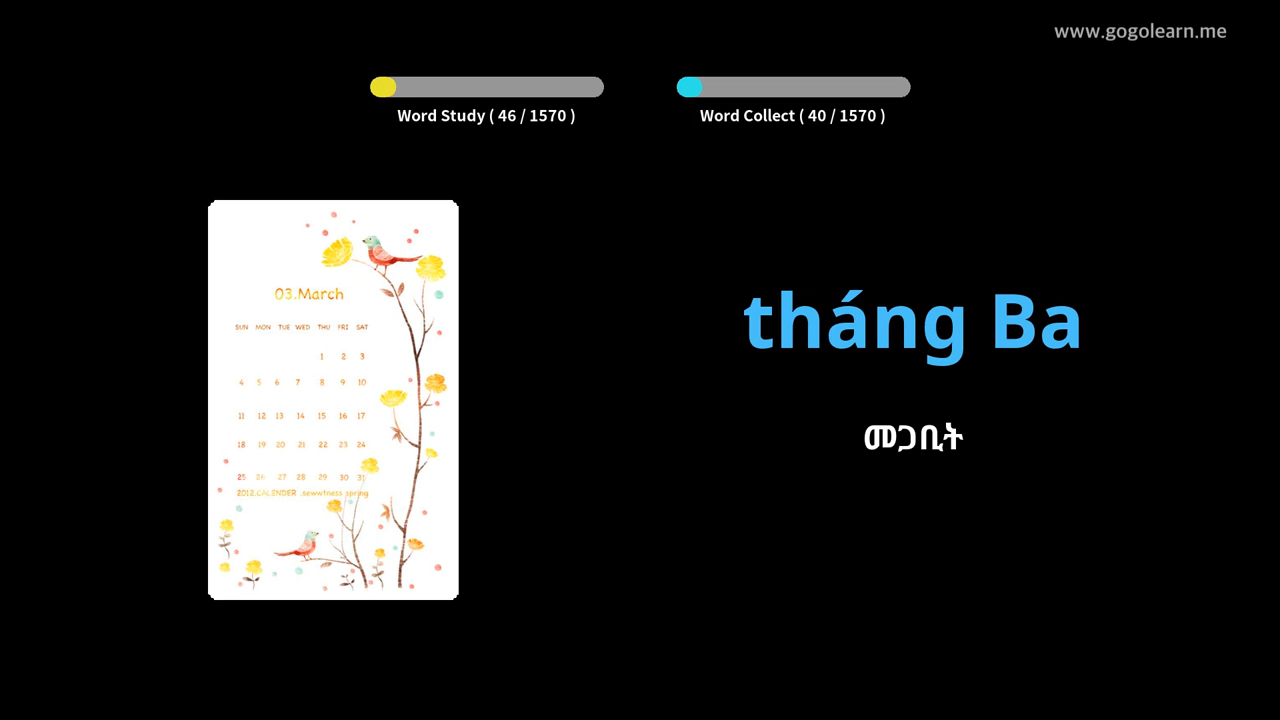 www.gogolearn.me
Word Study ( 46 / 1570 )
Word Collect ( 40 / 1570 )
03.March
SUN MON TUE WED THU FRI SAT
1 2 3
4 5 6 7 8 9 10
11 12 13 14 15 16 17
18 19 20 21 22 23 24
25 26 27 28 29 30 31
2012.CALENDER .sewwtness spring
tháng Ba
መጋቢት